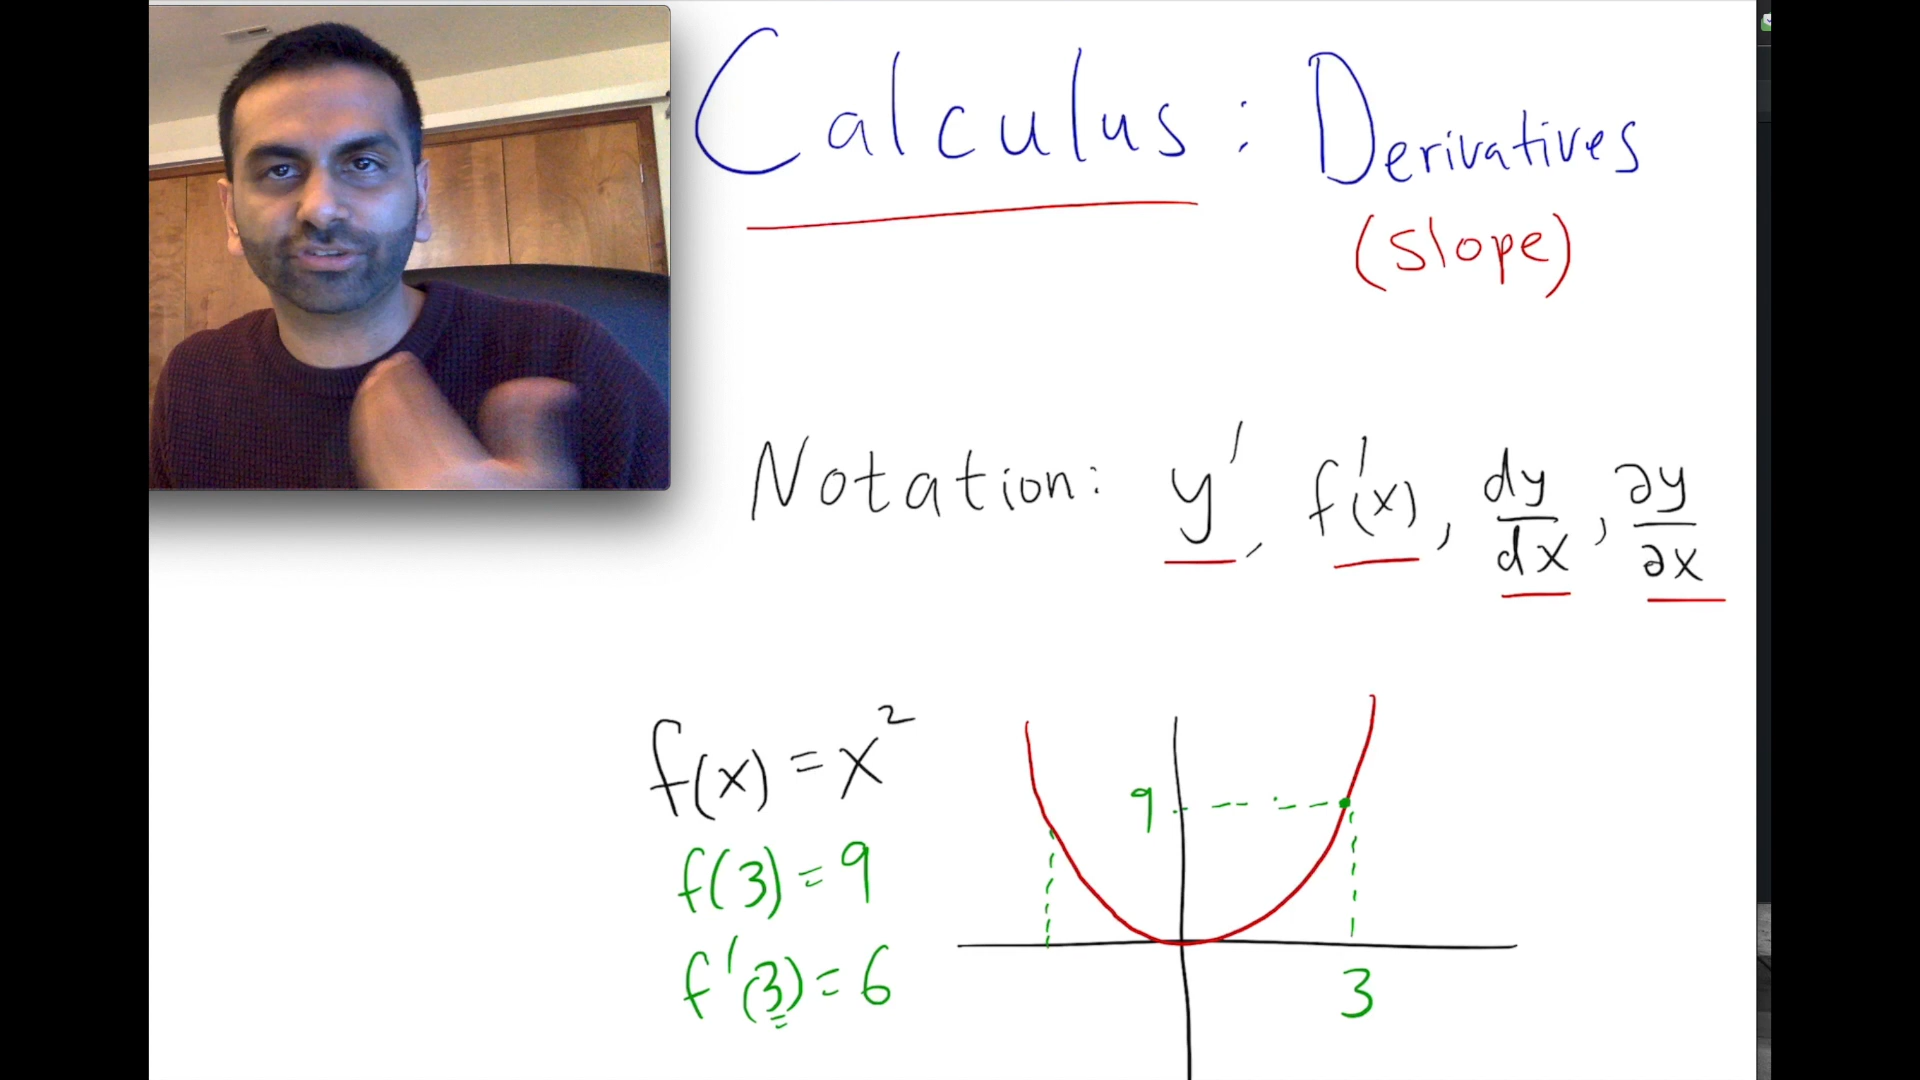 Calculus: Derivatives
(slope)
Notation: y', f'(x), dy/dx, ∂y/∂x
f(x) = x²
9
f(3) = 9
f'(3) = 6
3